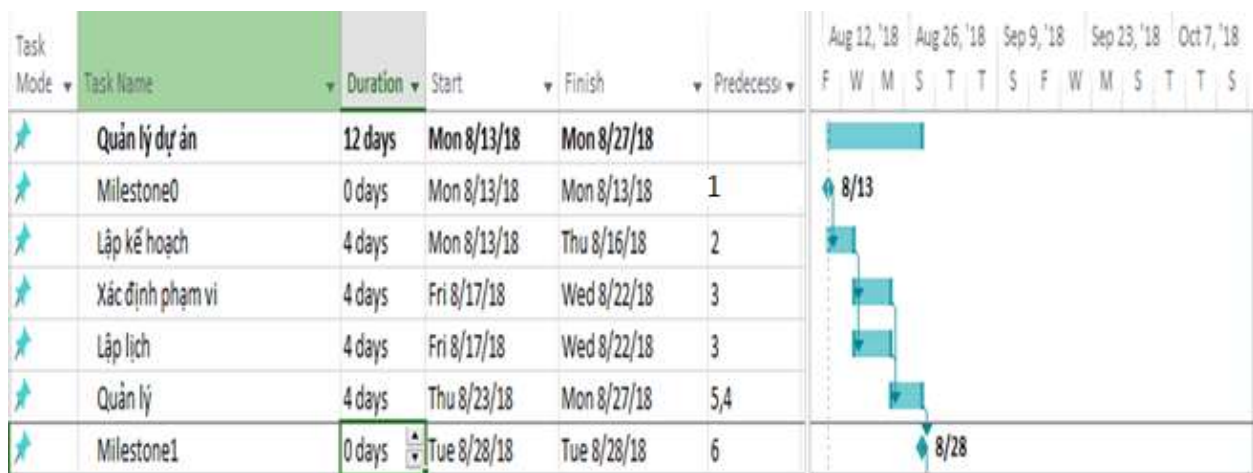 Task Mode Task Name Duration Start Finish Predecess Aug 12, '18 Aug 26, '18 Sep 9, '18 Sep 23, '18 Oct 7, '18
F W M S T T S F W M S T T S
Quản lý dự án 12 days Mon 8/13/18 Mon 8/27/18
Milestone0 0 days Mon 8/13/18 Mon 8/13/18 1 8/13
Lập kế hoạch 4 days Mon 8/13/18 Thu 8/16/18 2
Xác định phạm vi 4 days Fri 8/17/18 Wed 8/22/18 3
Lập lịch 4 days Fri 8/17/18 Wed 8/22/18 3
Quản lý 4 days Thu 8/23/18 Mon 8/27/18 5,4
Milestone1 0 days Tue 8/28/18 Tue 8/28/18 6 8/28